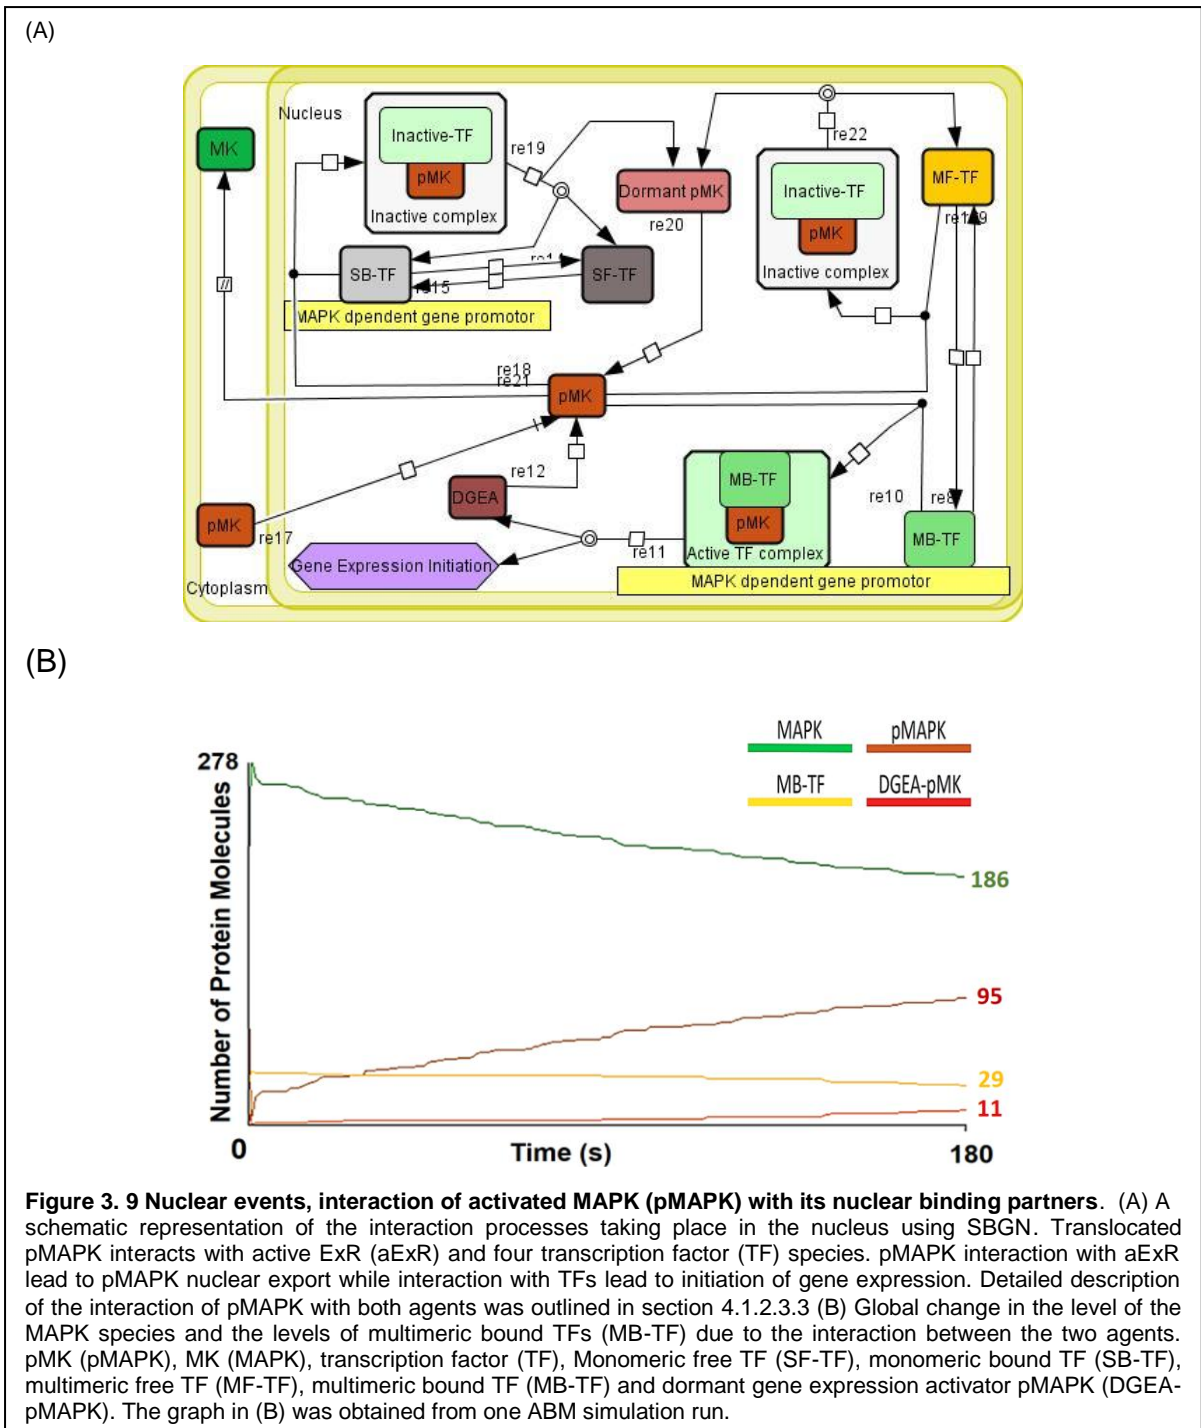 (A)
Nucleus
MK
Inactive-TF
pMK
Inactive complex
re19
Dormant pMK
re20
re22
Inactive-TF
pMK
Inactive complex
MF-TF
SB-TF
re15
SF-TF
MAPK dpendent gene promotor
re18
re21
pMK
DGEA
re12
pMK
re17
Gene Expression Initiation
Cytoplasm
re11
MB-TF
pMK
Active TF complex
re10
MB-TF
MAPK dpendent gene promotor
(B)
MAPK
pMAPK
MB-TF
DGEA-pMK
278
Number of Protein Molecules
186
95
29
11
0
Time (s)
180
Figure 3. 9 Nuclear events, interaction of activated MAPK (pMAPK) with its nuclear binding partners. (A) A
schematic representation of the interaction processes taking place in the nucleus using SBGN. Translocated
pMAPK interacts with active ExR (aExR) and four transcription factor (TF) species. pMAPK interaction with aExR
lead to pMAPK nuclear export while interaction with TFs lead to initiation of gene expression. Detailed description
of the interaction of pMAPK with both agents was outlined in section 4.1.2.3.3 (B) Global change in the level of the
MAPK species and the levels of multimeric bound TFs (MB-TF) due to the interaction between the two agents.
pMK (pMAPK), MK (MAPK), transcription factor (TF), Monomeric free TF (SF-TF), monomeric bound TF (SB-TF),
multimeric free TF (MF-TF), multimeric bound TF (MB-TF) and dormant gene expression activator pMAPK (DGEA-
pMAPK). The graph in (B) was obtained from one ABM simulation run.